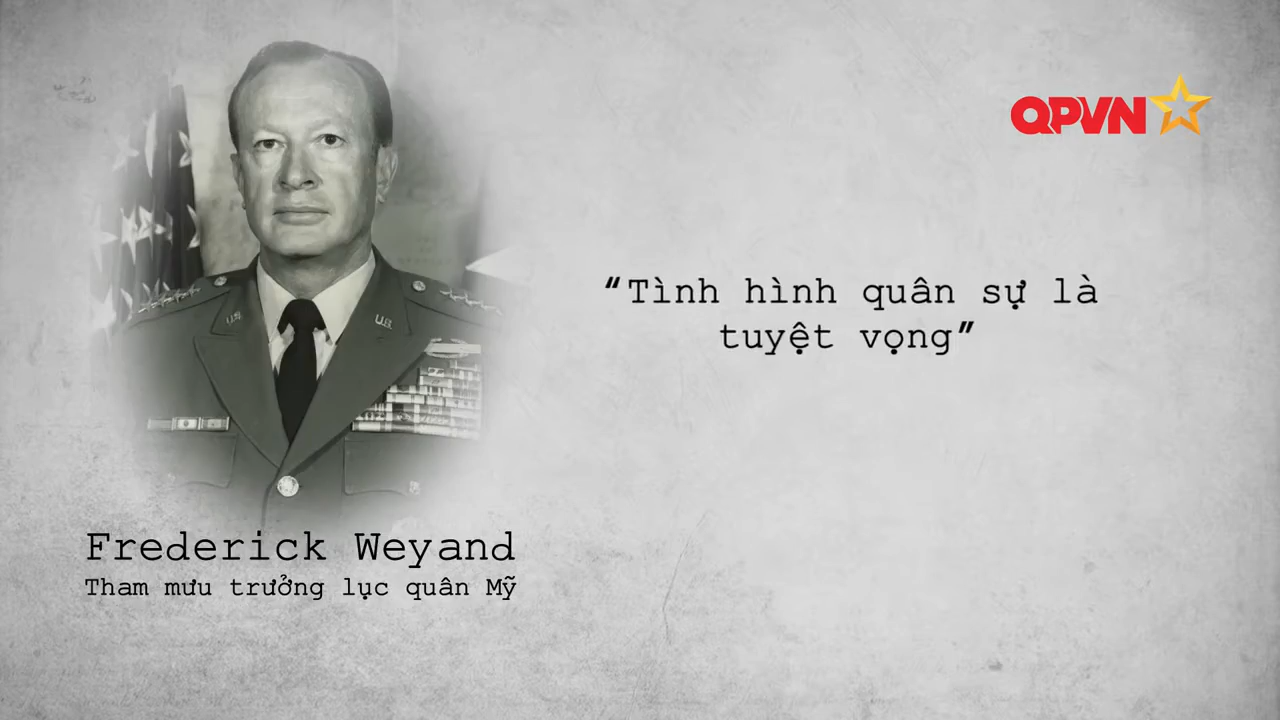 QPVN
“Tình hình quân sự là
tuyệt vọng”
Frederick Weyand
Tham mưu trưởng lục quân Mỹ
U.S.
U.S.